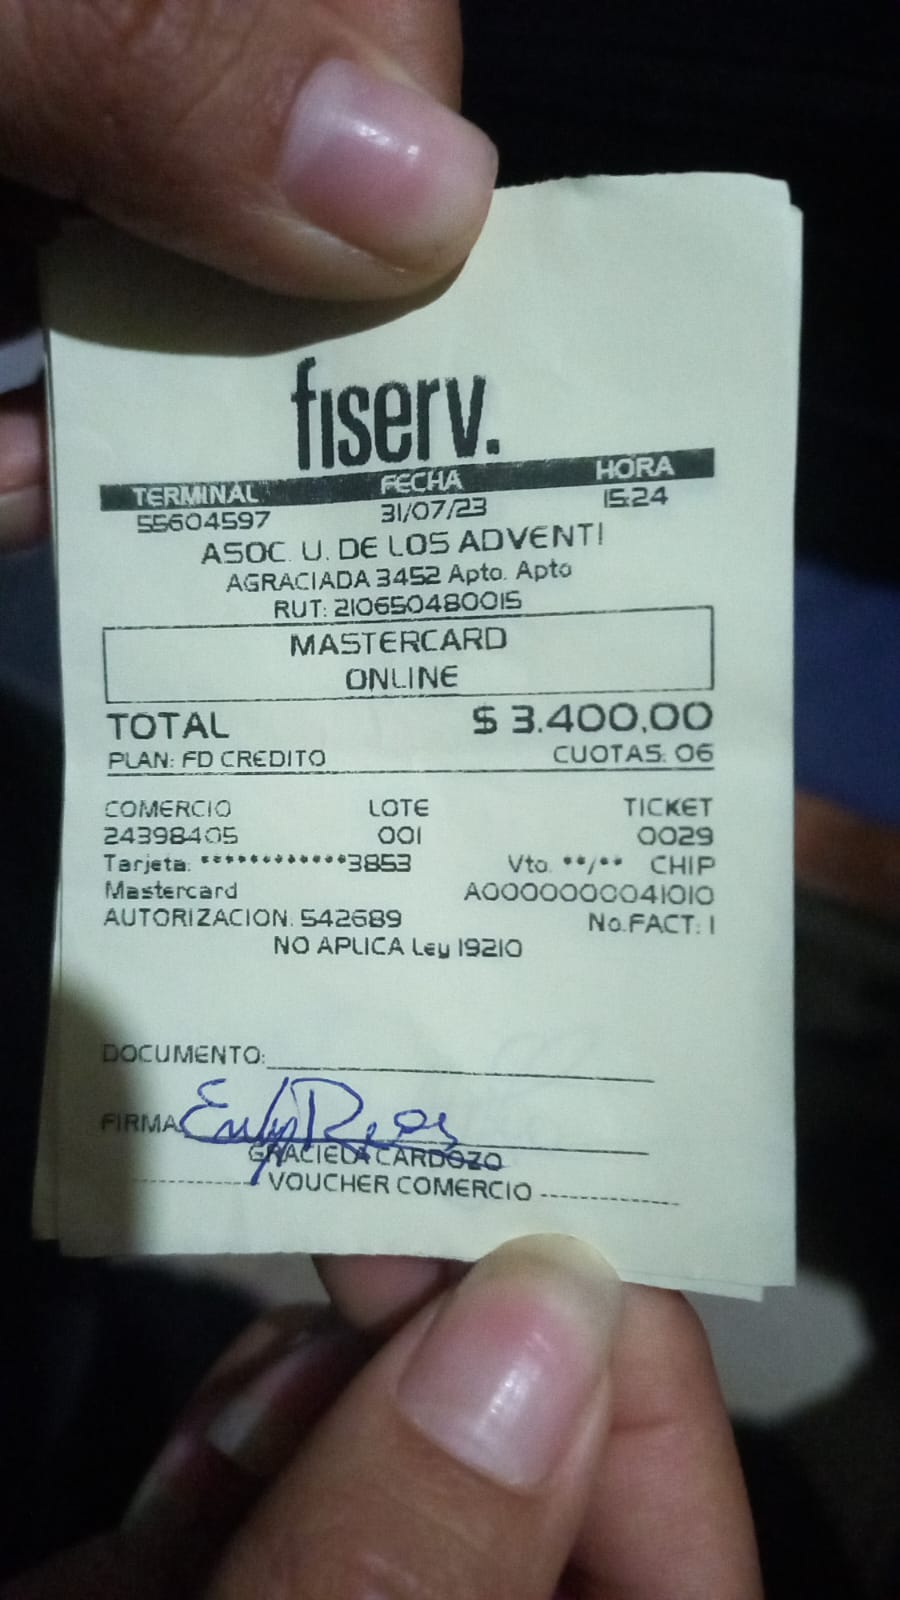 fiserv.
TERMINAL FECHA HORA
55604597 31/07/23 15:24
ASOC. U. DE LOS ADVENTI
AGRACIADA 3452 Apto. Apto
RUT: 210650480015
MASTERCARD
ONLINE
TOTAL $ 3.400,00
PLAN: FD CREDITO CUOTAS: 06
COMERCIO LOTE TICKET
24398405 001 0029
Tarjeta: ************3853 Vto. **/** CHIP
Mastercard A0000000041010
AUTORIZACION: 542689 No.FACT: 1
NO APLICA Ley 19210
DOCUMENTO:
FIRMA
GRACIELA CARDOZO
VOUCHER COMERCIO